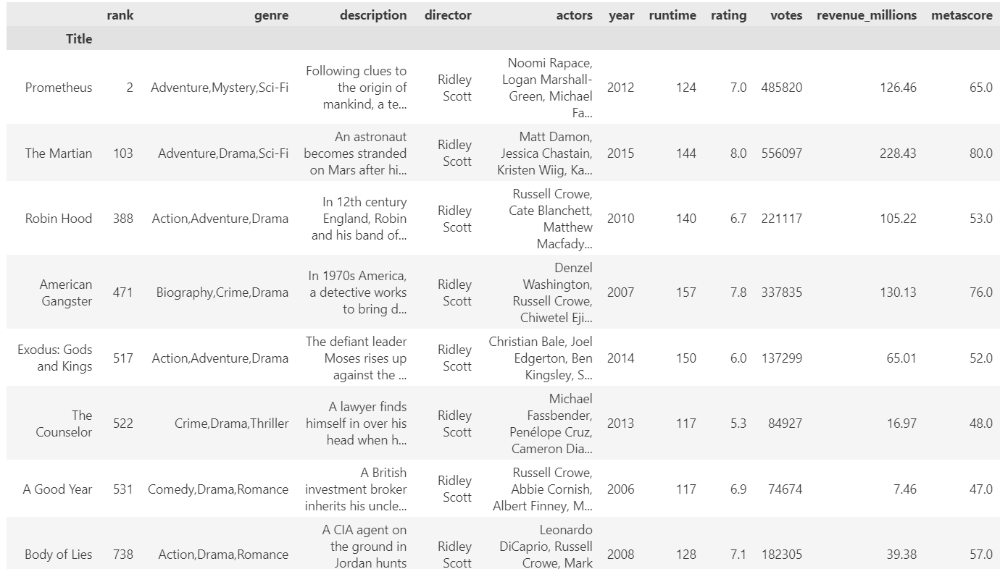 rank genre description director actors year runtime rating votes revenue_millions metascore
Title
Prometheus 2 Adventure,Mystery,Sci-Fi Following clues to the origin of mankind, a te... Ridley Scott Noomi Rapace, Logan Marshall-Green, Michael Fa... 2012 124 7.0 485820 126.46 65.0
The Martian 103 Adventure,Drama,Sci-Fi An astronaut becomes stranded on Mars after hi... Ridley Scott Matt Damon, Jessica Chastain, Kristen Wiig, Ka... 2015 144 8.0 556097 228.43 80.0
Robin Hood 388 Action,Adventure,Drama In 12th century England, Robin and his band of... Ridley Scott Russell Crowe, Cate Blanchett, Matthew Macfady... 2010 140 6.7 221117 105.22 53.0
American Gangster 471 Biography,Crime,Drama In 1970s America, a detective works to bring d... Ridley Scott Denzel Washington, Russell Crowe, Chiwetel Eji... 2007 157 7.8 337835 130.13 76.0
Exodus: Gods and Kings 517 Action,Adventure,Drama The defiant leader Moses rises up against the ... Ridley Scott Christian Bale, Joel Edgerton, Ben Kingsley, S... 2014 150 6.0 137299 65.01 52.0
The Counselor 522 Crime,Drama,Thriller A lawyer finds himself in over his head when h... Ridley Scott Michael Fassbender, Penélope Cruz, Cameron Dia... 2013 117 5.3 84927 16.97 48.0
A Good Year 531 Comedy,Drama,Romance A British investment broker inherits his uncle... Ridley Scott Russell Crowe, Abbie Cornish, Albert Finney, M... 2006 117 6.9 74674 7.46 47.0
Body of Lies 738 Action,Drama,Romance A CIA agent on the ground in Jordan hunts Ridley Scott Leonardo DiCaprio, Russell Crowe, Mark 2008 128 7.1 182305 39.38 57.0